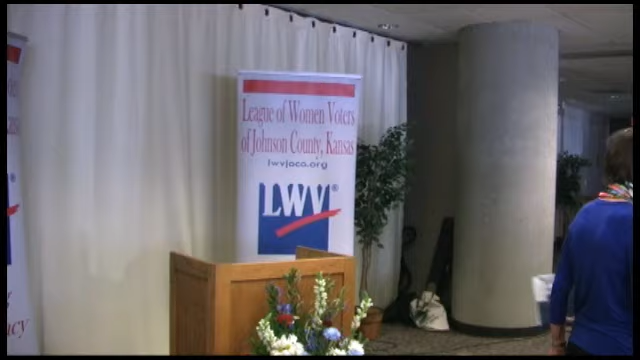 League of Women Voters
of Johnson County, Kansas
lwvjoco.org
LWV®